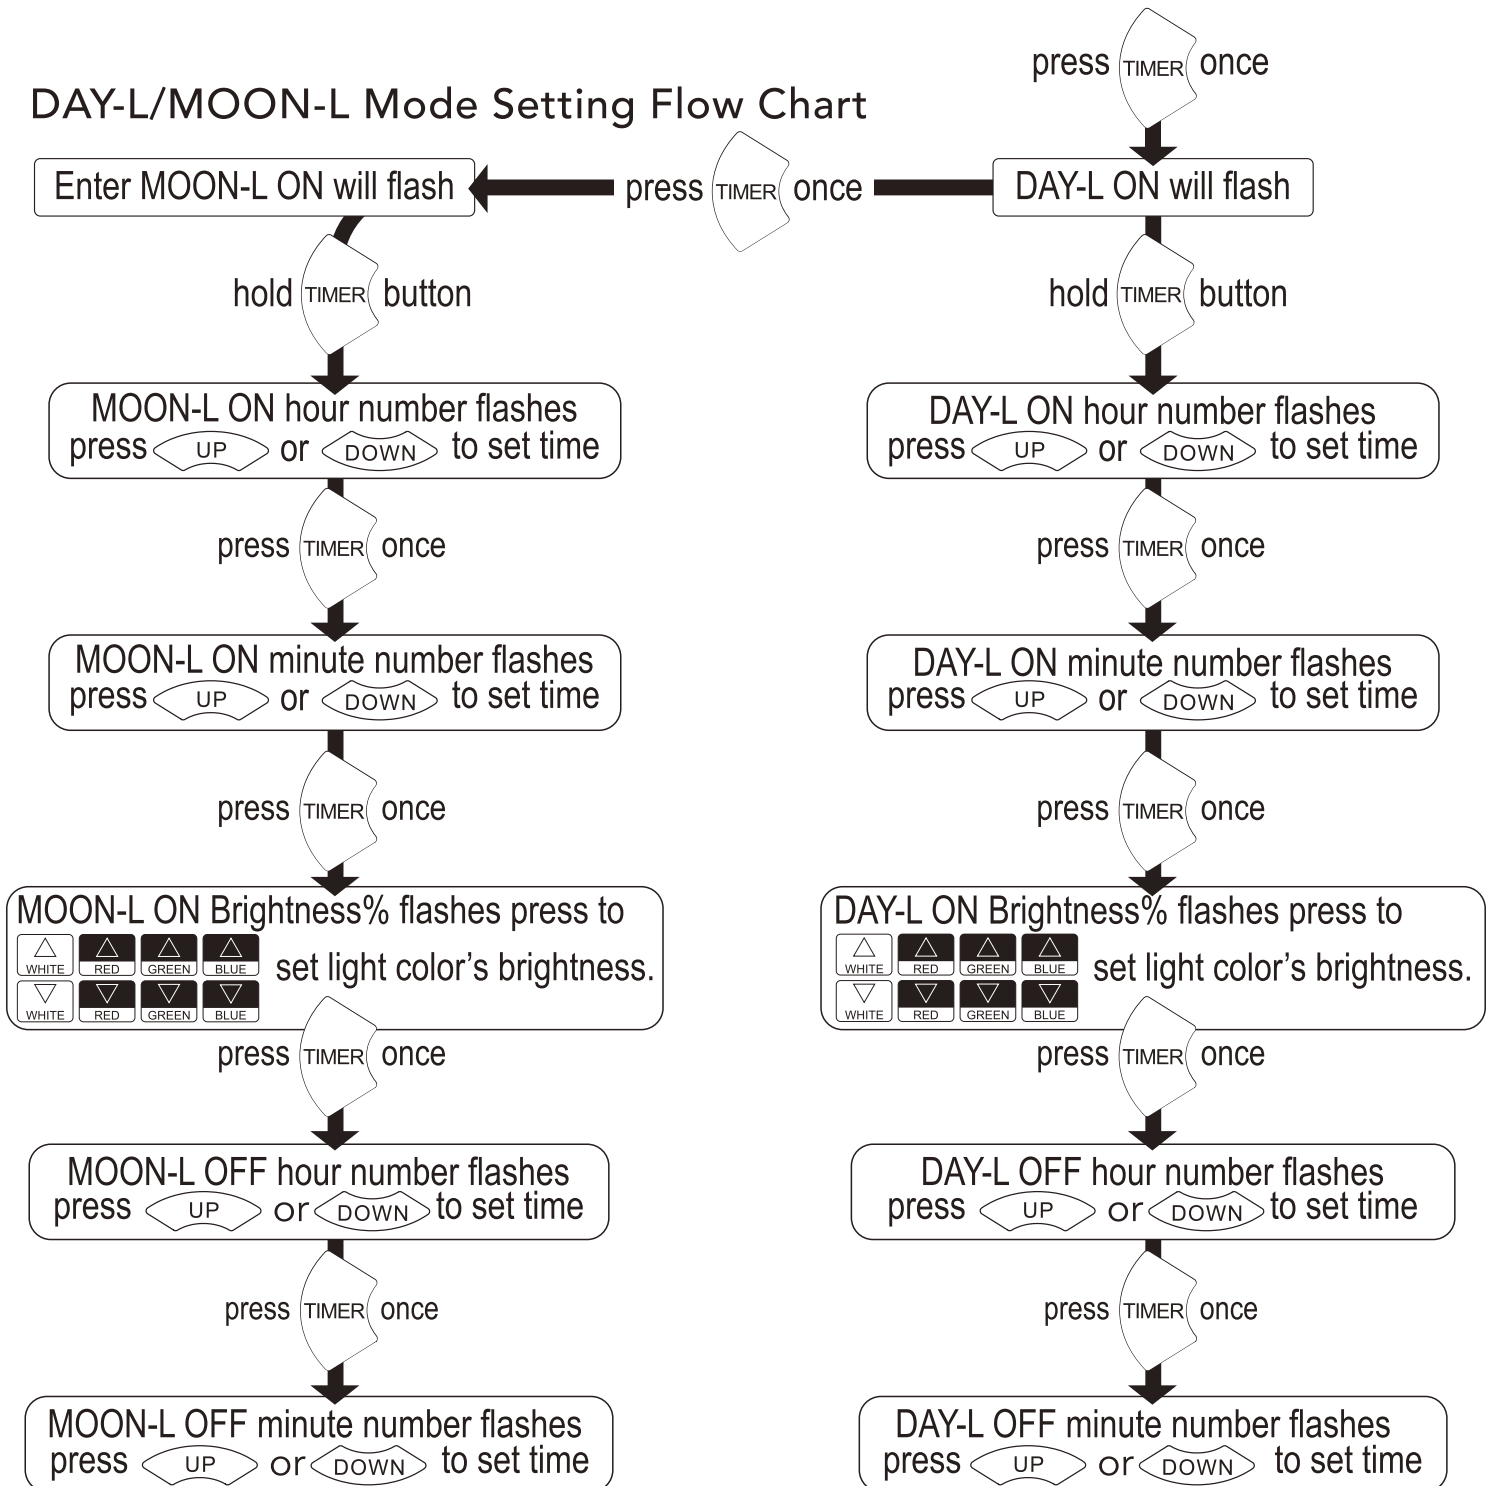 press TIMER once
DAY-L/MOON-L Mode Setting Flow Chart
Enter MOON-L ON will flash
press TIMER once
DAY-L ON will flash
hold TIMER button
MOON-L ON hour number flashes
press UP or DOWN to set time
press TIMER once
MOON-L ON minute number flashes
press UP or DOWN to set time
press TIMER once
MOON-L ON Brightness% flashes press to
WHITE RED GREEN BLUE
set light color's brightness.
WHITE RED GREEN BLUE
press TIMER once
MOON-L OFF hour number flashes
press UP or DOWN to set time
press TIMER once
MOON-L OFF minute number flashes
press UP or DOWN to set time
hold TIMER button
DAY-L ON hour number flashes
press UP or DOWN to set time
press TIMER once
DAY-L ON minute number flashes
press UP or DOWN to set time
press TIMER once
DAY-L ON Brightness% flashes press to
WHITE RED GREEN BLUE
set light color's brightness.
WHITE RED GREEN BLUE
press TIMER once
DAY-L OFF hour number flashes
press UP or DOWN to set time
press TIMER once
DAY-L OFF minute number flashes
press UP or DOWN to set time